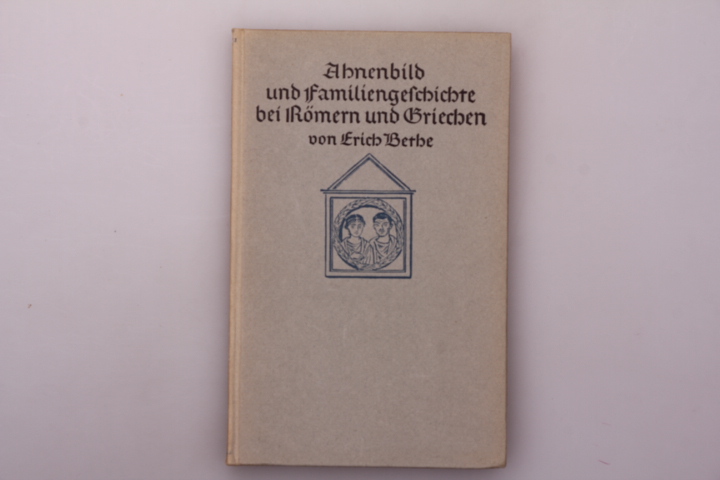 Ahnenbild
und Familiengeſchichte
bei Römern und Griechen
von Erich Bethe